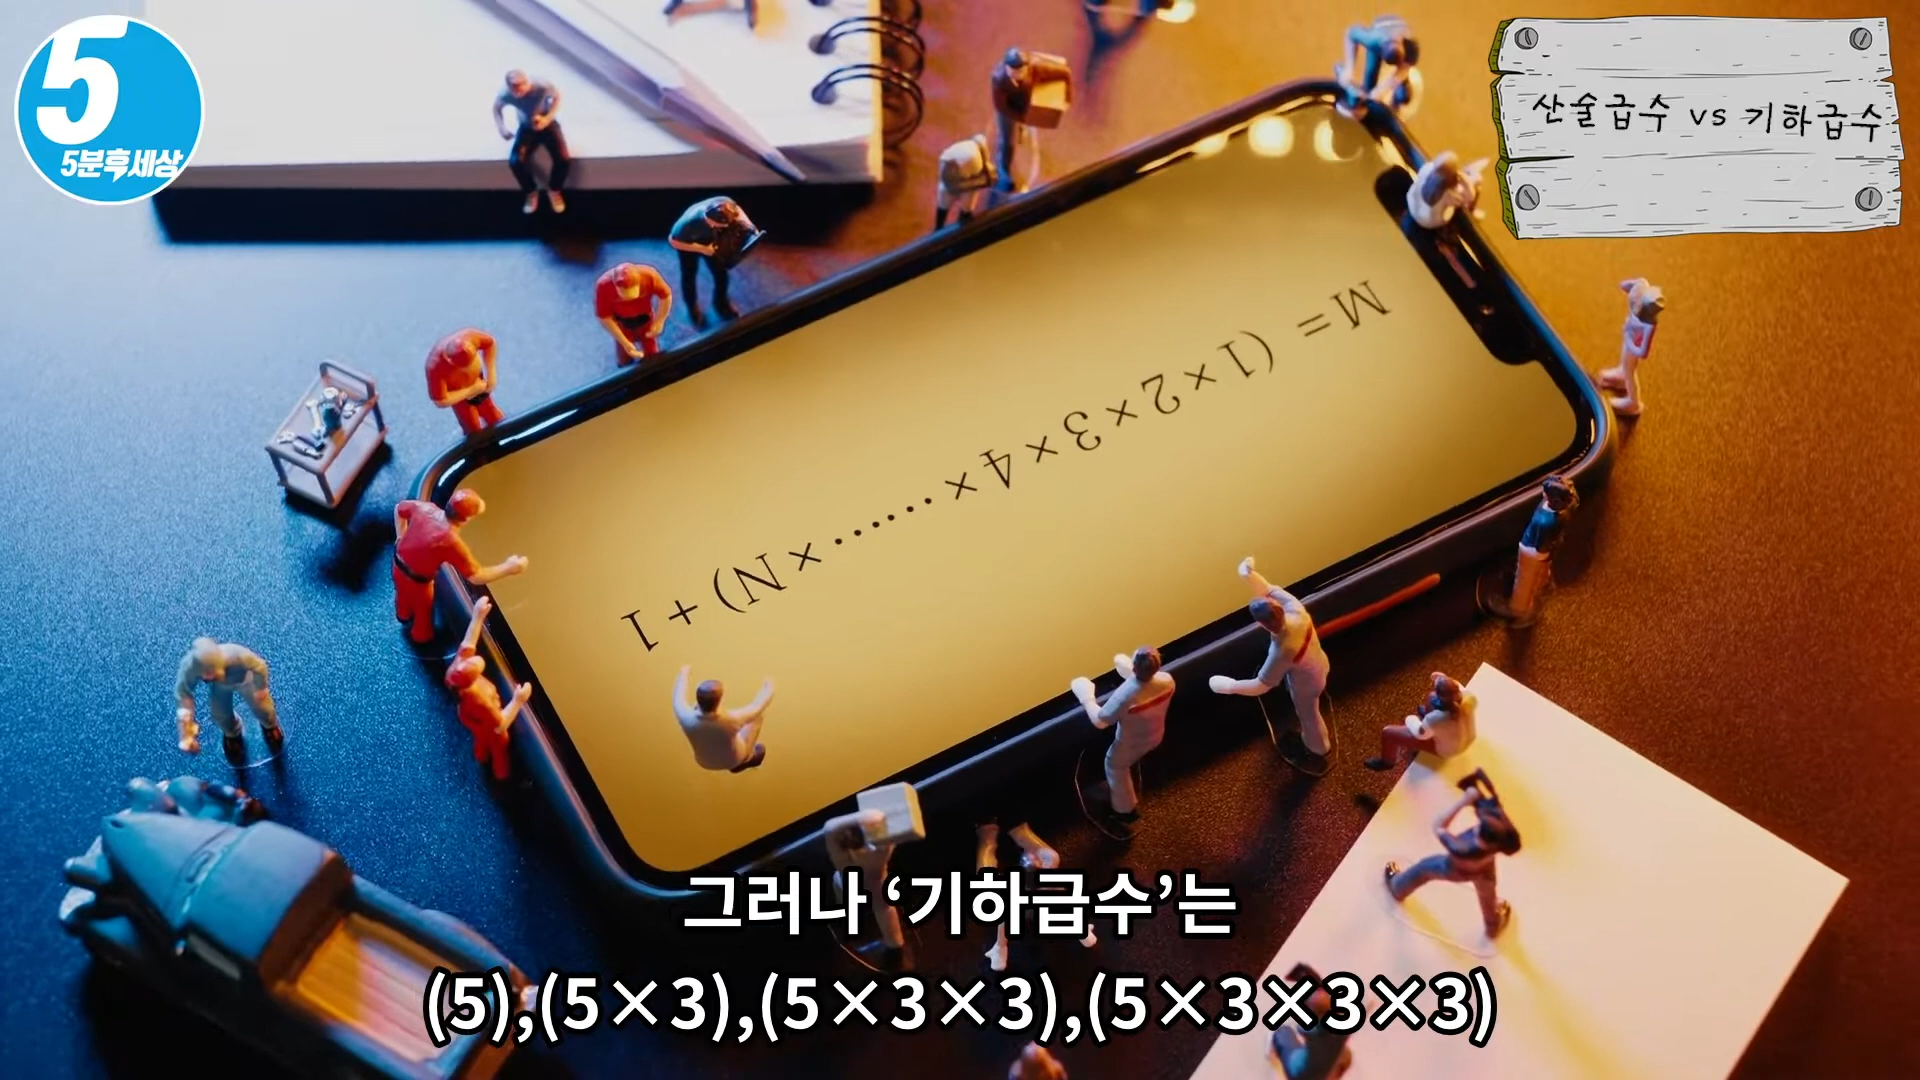 5
5분후세상
산술급수 vs 기하급수
M = (1×2×3×4×······×N)+1
그러나 ‘기하급수’는
(5),(5×3),(5×3×3),(5×3×3×3)